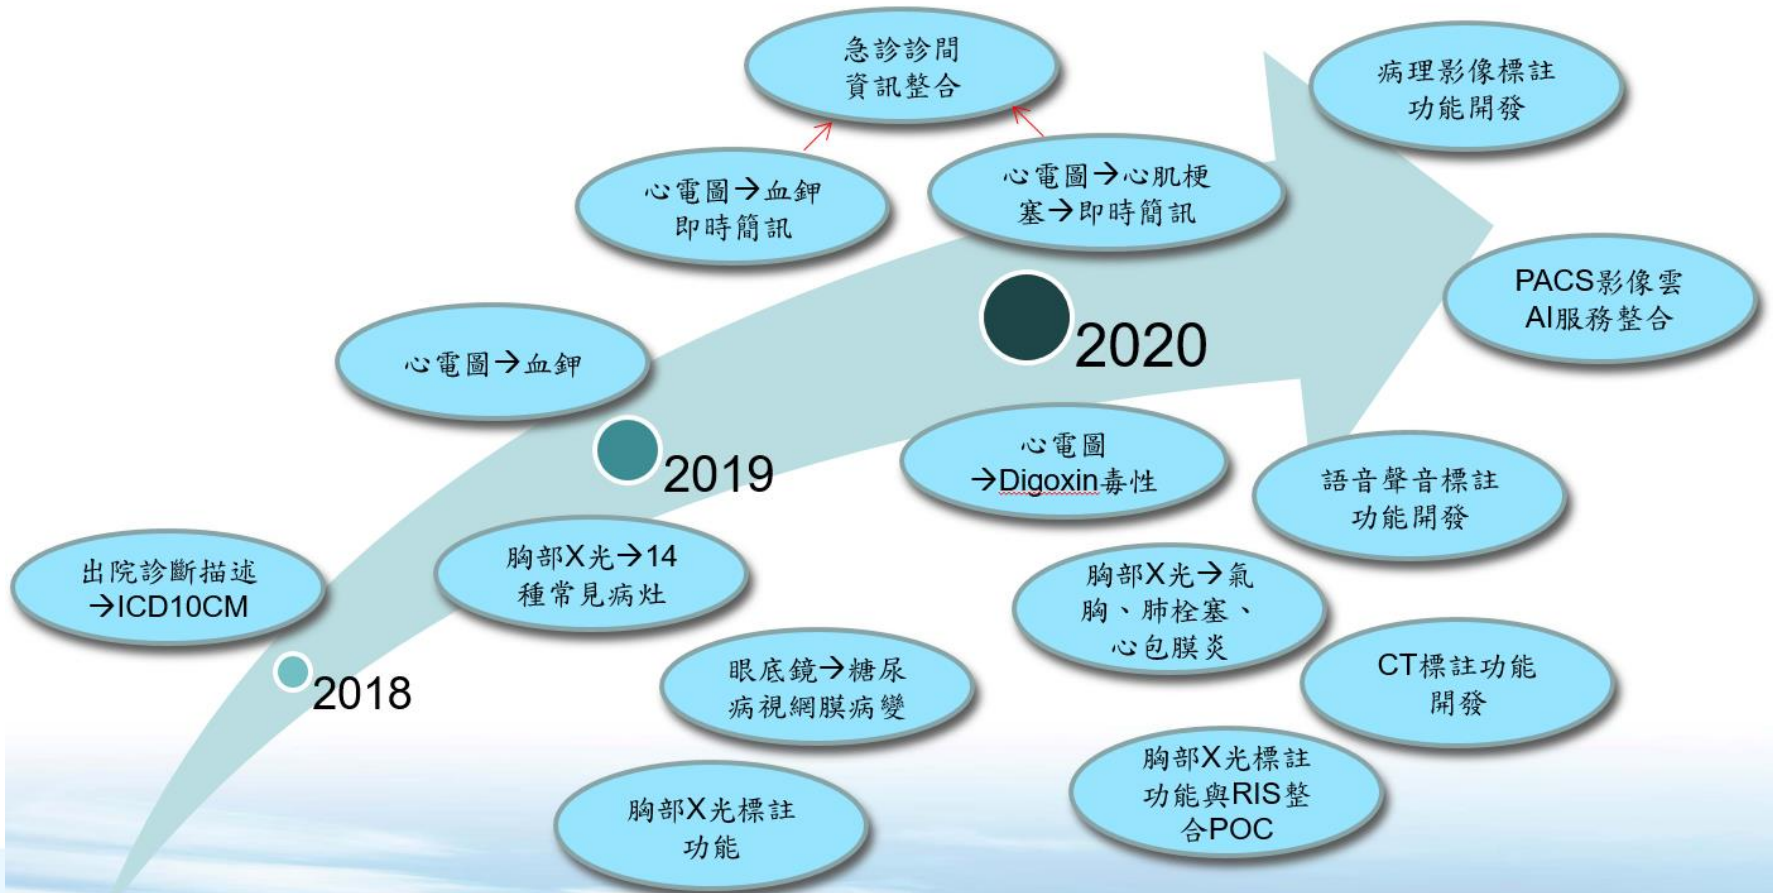 急診診間
資訊整合
病理影像標註
功能開發
心電圖→血鉀
即時簡訊
心電圖→心肌梗
塞→即時簡訊
PACS影像雲
AI服務整合
心電圖→血鉀
2020
2019
心電圖
→Digoxin毒性
語音聲音標註
功能開發
出院診斷描述
→ICD10CM
胸部X光→14
種常見病灶
胸部X光→氣
胸、肺栓塞、
心包膜炎
2018
眼底鏡→糖尿
病視網膜病變
CT標註功能
開發
胸部X光標註
功能
胸部X光標註
功能與RIS整
合POC